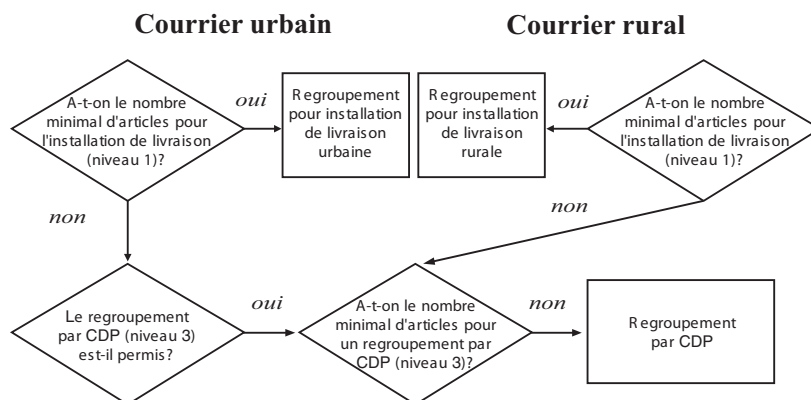 Courrier urbain
Courrier rural
A-t-on le nombre
minimal d'articles pour
l'installation de livraison
(niveau 1)?
oui
Regroupement
pour installation
de livraison
urbaine
Regroupement
pour installation
de livraison
rurale
oui
A-t-on le nombre
minimal d'articles pour
l'installation de livraison
(niveau 1)?
non
non
Le regroupement
par CDP (niveau 3)
est-il permis?
oui
A-t-on le nombre
minimal d'articles pour
un regroupement par
CDP (niveau 3)?
non
Regroupement
par CDP